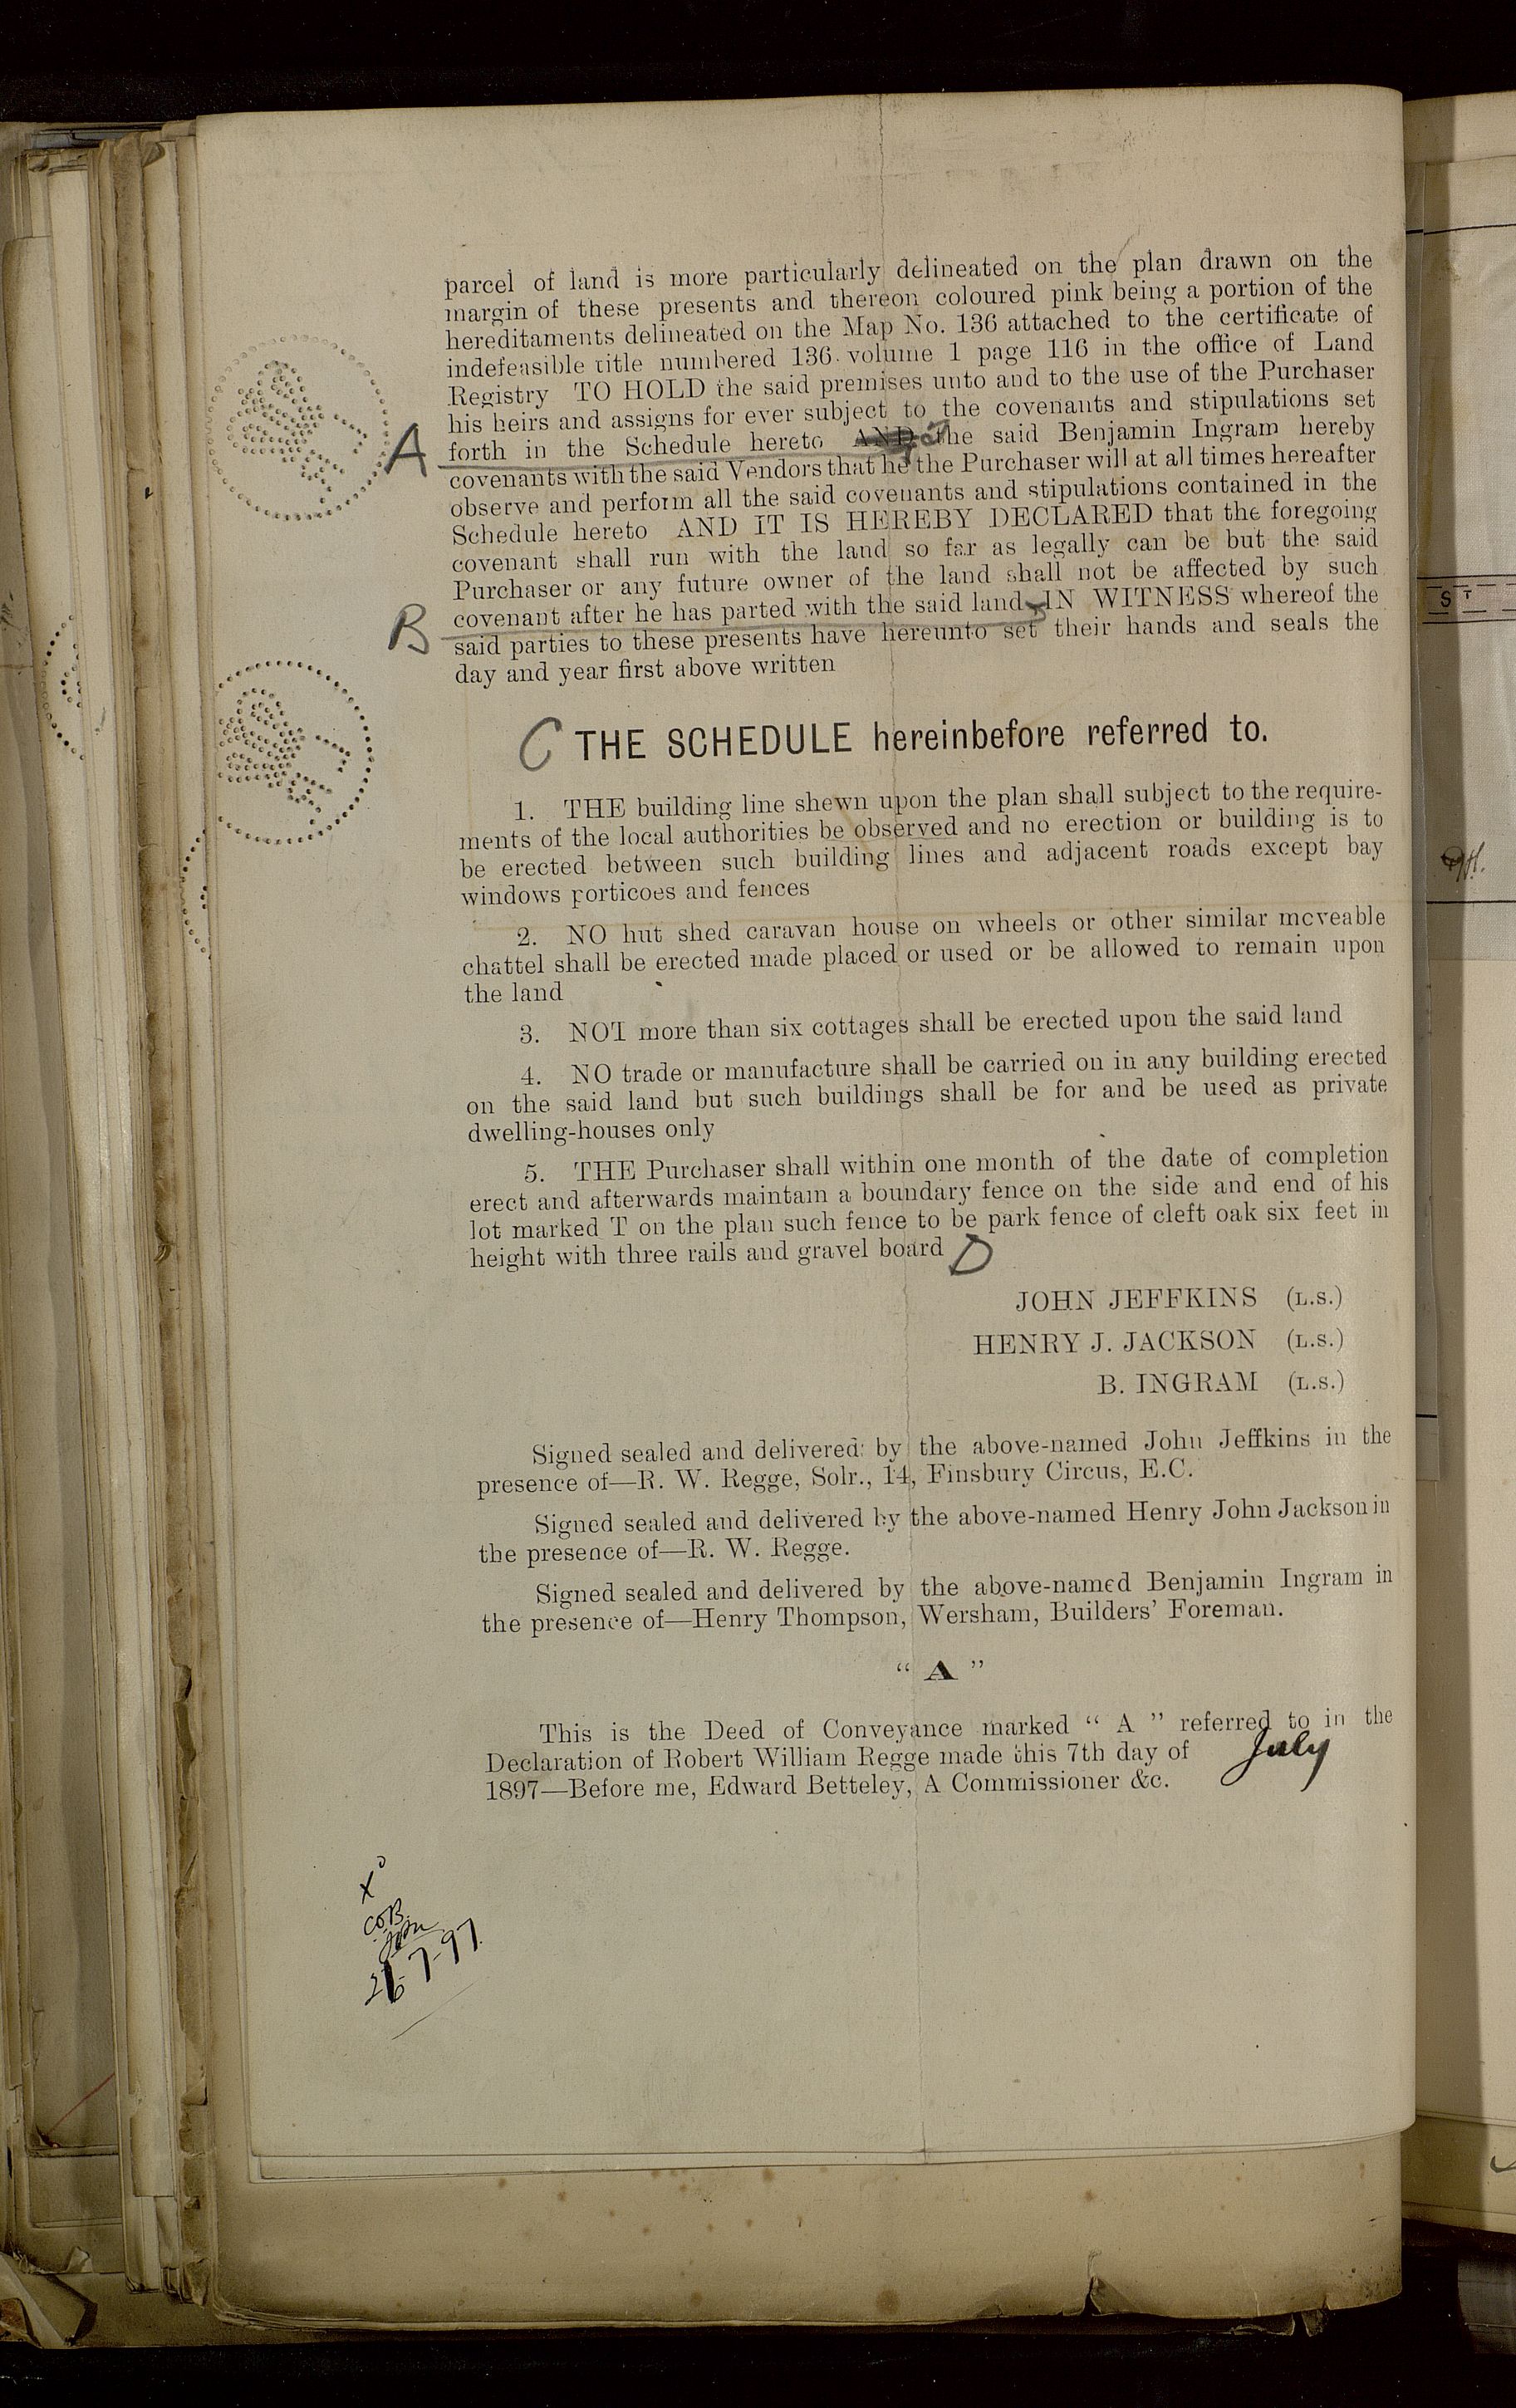 parcel of land is more particularly delineated on the plan drawn on the
margin of these presents and thereon coloured pink being a portion of the
hereditaments delineated on the Map No. 136 attached to the certificate of
indefeasible title numbered 136 volume 1 page 116 in the office of Land
Registry TO HOLD the said premises unto and to the use of the Purchaser
his heirs and assigns for ever subject to the covenants and stipulations set
A forth in the Schedule hereto AND the said Benjamin Ingram hereby
covenants with the said Vendors that he the Purchaser will at all times hereafter
observe and perform all the said covenants and stipulations contained in the
Schedule hereto AND IT IS HEREBY DECLARED that the foregoing
covenant shall run with the land so far as legally can be but the said
Purchaser or any future owner of the land shall not be affected by such
B covenant after he has parted with the said land IN WITNESS whereof the
said parties to these presents have hereunto set their hands and seals the
day and year first above written
C THE SCHEDULE hereinbefore referred to.
1. THE building line shewn upon the plan shall subject to the require-
ments of the local authorities be observed and no erection or building is to
be erected between such building lines and adjacent roads except bay
windows porticoes and fences
2. NO hut shed caravan house on wheels or other similar moveable
chattel shall be erected made placed or used or be allowed to remain upon
the land
3. NOT more than six cottages shall be erected upon the said land
4. NO trade or manufacture shall be carried on in any building erected
on the said land but such buildings shall be for and be used as private
dwelling-houses only
5. THE Purchaser shall within one month of the date of completion
erect and afterwards maintain a boundary fence on the side and end of his
lot marked T on the plan such fence to be park fence of cleft oak six feet in
height with three rails and gravel board D
JOHN JEFFKINS (L.S.)
HENRY J. JACKSON (L.S.)
B. INGRAM (L.S.)
Signed sealed and delivered by the above-named John Jeffkins in the
presence of—R. W. Regge, Solr., 14, Finsbury Circus, E.C.
Signed sealed and delivered by the above-named Henry John Jackson in
the presence of—R. W. Regge.
Signed sealed and delivered by the above-named Benjamin Ingram in
the presence of—Henry Thompson, Wersham, Builders' Foreman.
" A "
This is the Deed of Conveyance marked " A " referred to in the
Declaration of Robert William Regge made this 7th day of July
1897—Before me, Edward Betteley, A Commissioner &c.
X
26-7-97
S T